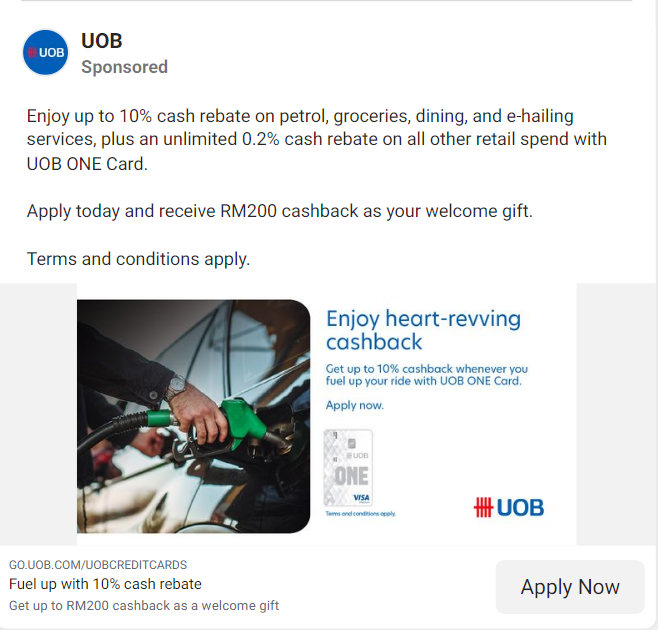 UOB
UOB
Sponsored
Enjoy up to 10% cash rebate on petrol, groceries, dining, and e-hailing
services, plus an unlimited 0.2% cash rebate on all other retail spend with
UOB ONE Card.
Apply today and receive RM200 cashback as your welcome gift.
Terms and conditions apply.
Enjoy heart-revving
cashback
Get up to 10% cashback whenever you
fuel up your ride with UOB ONE Card.
Apply now.
UOB
ONE
VISA
Terms and conditions apply.
UOB
GO.UOB.COM/UOBCREDITCARDS
Fuel up with 10% cash rebate
Get up to RM200 cashback as a welcome gift
Apply Now